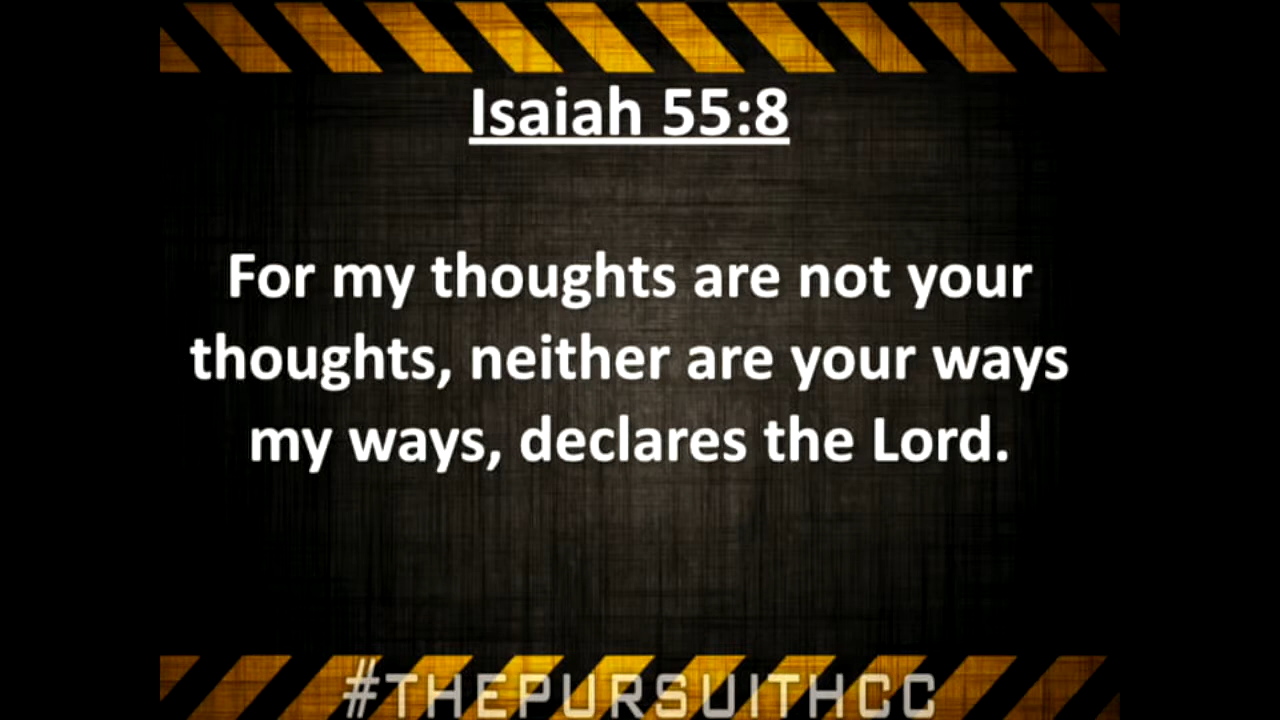 Isaiah 55:8
For my thoughts are not your
thoughts, neither are your ways
my ways, declares the Lord.
#THEPURSUITHCC